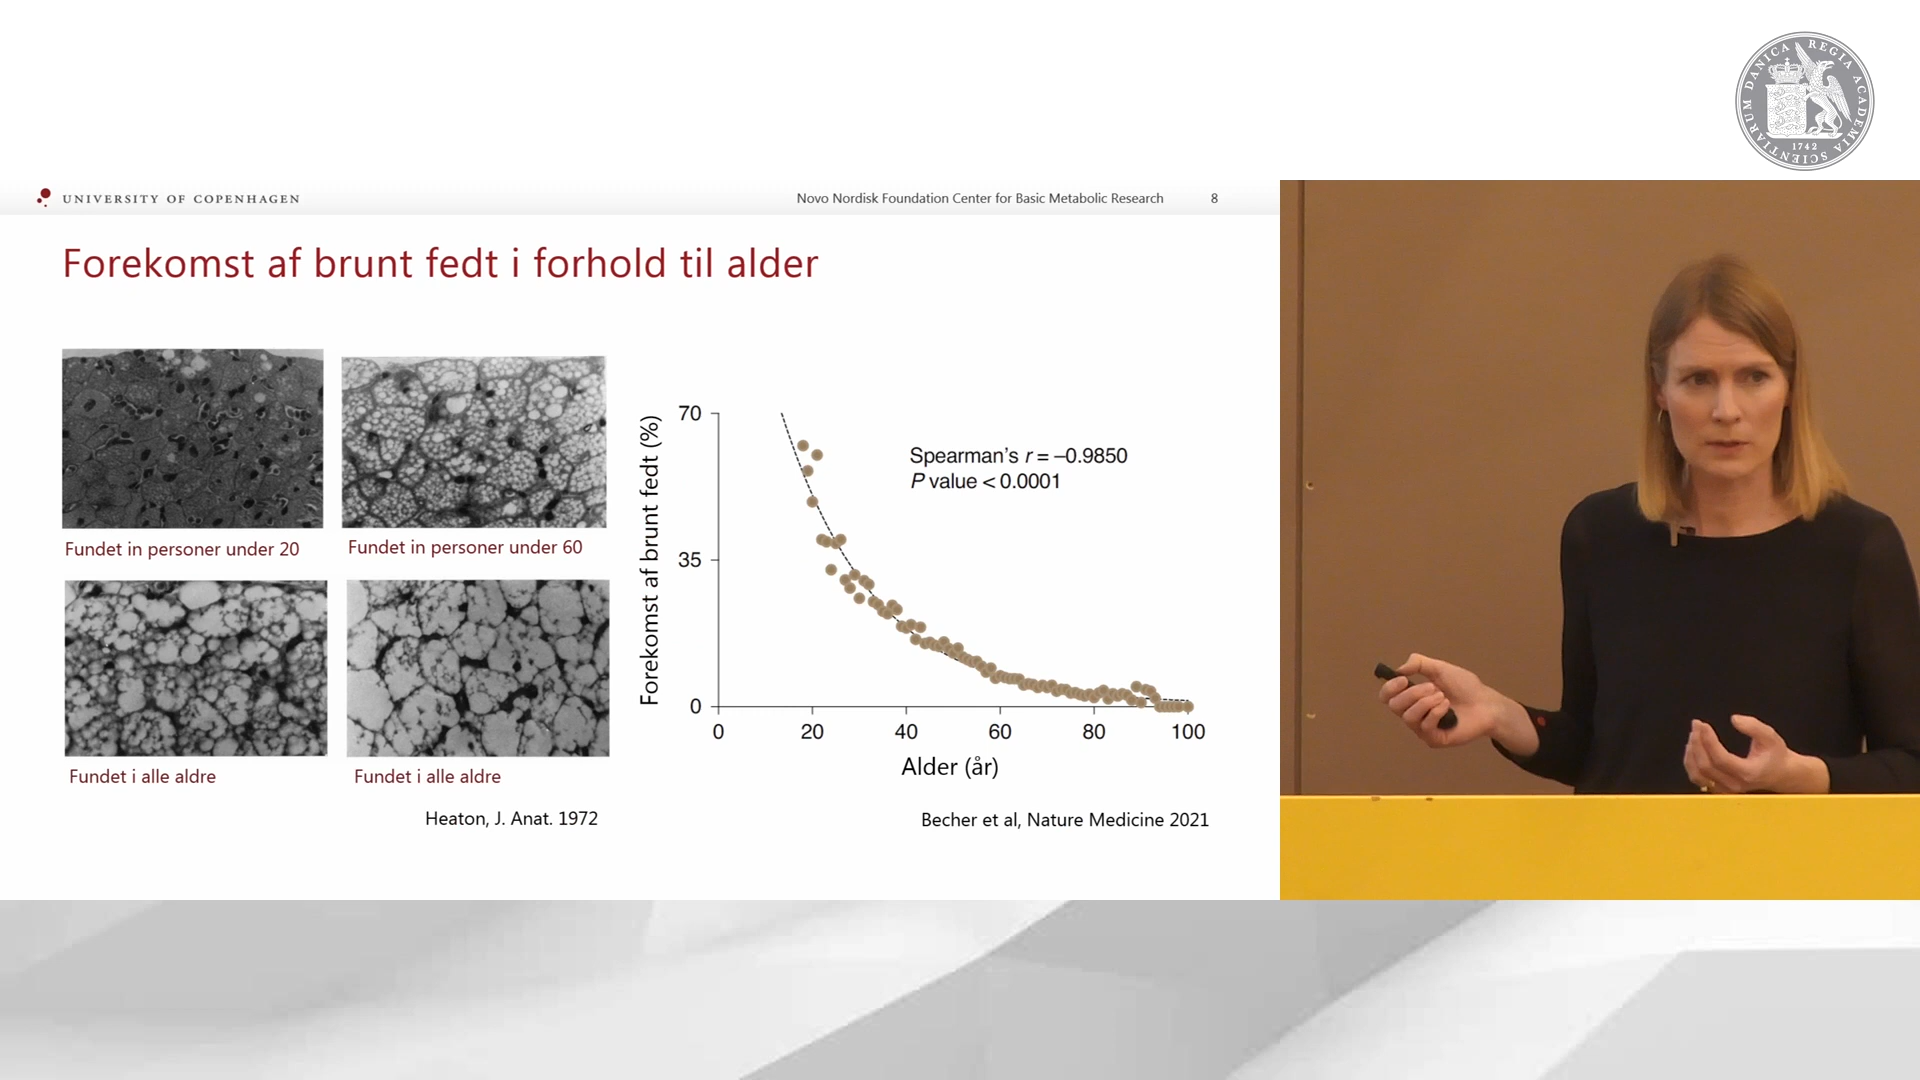 SCIENTIARUM DANICA REGIA ACADEMIA
1742
UNIVERSITY OF COPENHAGEN
Novo Nordisk Foundation Center for Basic Metabolic Research
8
Forekomst af brunt fedt i forhold til alder
Fundet in personer under 20
Fundet in personer under 60
Fundet i alle aldre
Fundet i alle aldre
Heaton, J. Anat. 1972
Forekomst af brunt fedt (%)
70
35
0
Spearman's r = –0.9850
P value < 0.0001
0 20 40 60 80 100
Alder (år)
Becher et al, Nature Medicine 2021